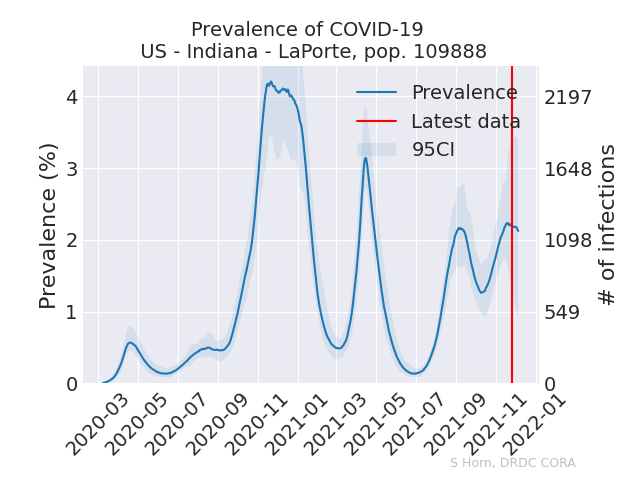 Prevalence of COVID-19
US - Indiana - LaPorte, pop. 109888
Prevalence
Latest data
95CI
Prevalence (%)
4
3
2
1
0
2197
1648
1098
549
0
# of infections
2020-03
2020-05
2020-07
2020-09
2020-11
2021-01
2021-03
2021-05
2021-07
2021-09
2021-11
2022-01
S Horn, DRDC CORA